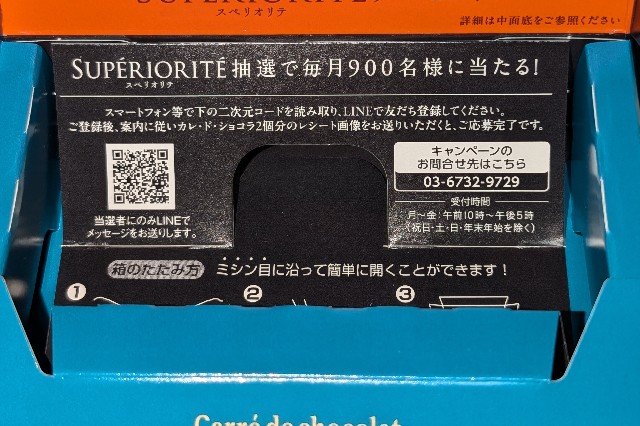 スペリオリテ
詳細は中面底をご参照ください
SUPÉRIORITÉ 抽選で毎月900名様に当たる!
スペリオリテ
スマートフォン等で下の二次元コードを読み取り、LINEで友だち登録してください。
ご登録後、案内に従いカレ・ド・ショコラ2個分のレシート画像をお送りいただくと、ご応募完了です。
当選者にのみLINEで
メッセージをお送りします。
キャンペーンの
お問合せ先はこちら
03-6732-9729
受付時間
月~金:午前10時~午後5時
(祝日・土・日・年末年始を除く)
箱のたたみ方 ミシン目に沿って簡単に開くことができます!
1 2 3
Carré de chocolat